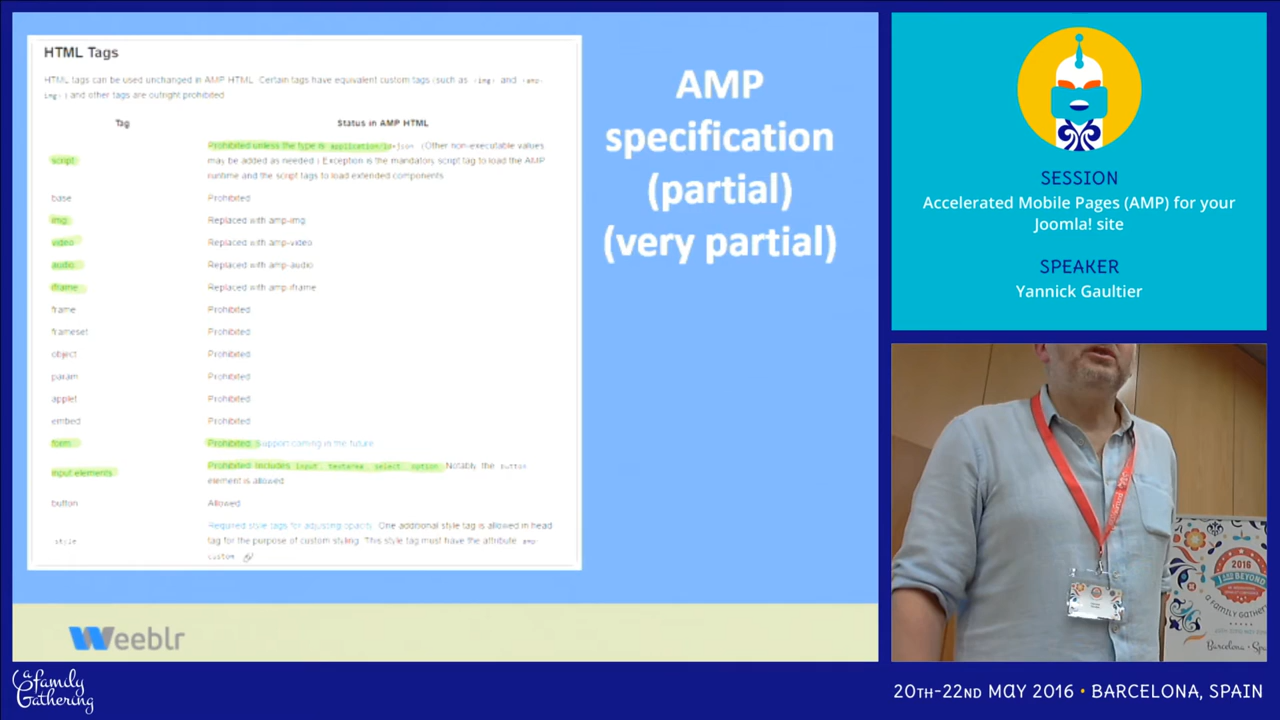 HTML Tags
HTML tags can be used unchanged in AMP HTML. Certain tags have equivalent custom tags (such as <img> and <amp-
img>) and other tags are outright prohibited
Tag Status in AMP HTML
script Prohibited unless the type is application/ld+json (Other non-executable values
may be added as needed.) Exception is the mandatory script tag to load the AMP
runtime and the script tags to load extended components
base Prohibited
img Replaced with amp-img
video Replaced with amp-video
audio Replaced with amp-audio
iframe Replaced with amp-iframe
frame Prohibited
frameset Prohibited
object Prohibited
param Prohibited
applet Prohibited
embed Prohibited
form Prohibited. Support coming in the future.
input elements Prohibited Includes input, textarea, select, option. Notably, the button
element is allowed
button Allowed
style Required style tags for adjusting opacity. One additional style tag is allowed in head
tag for the purpose of custom styling. This style tag must have the attribute amp-
custom.
AMP
specification
(partial)
(very partial)
Weeblr
SESSION
Accelerated Mobile Pages (AMP) for your
Joomla! site
SPEAKER
Yannick Gaultier
2016
J AND BEYOND
a Family Gathering
Barcelona
a Family
Gathering
20TH-22ND MAY 2016 • BARCELONA, SPAIN